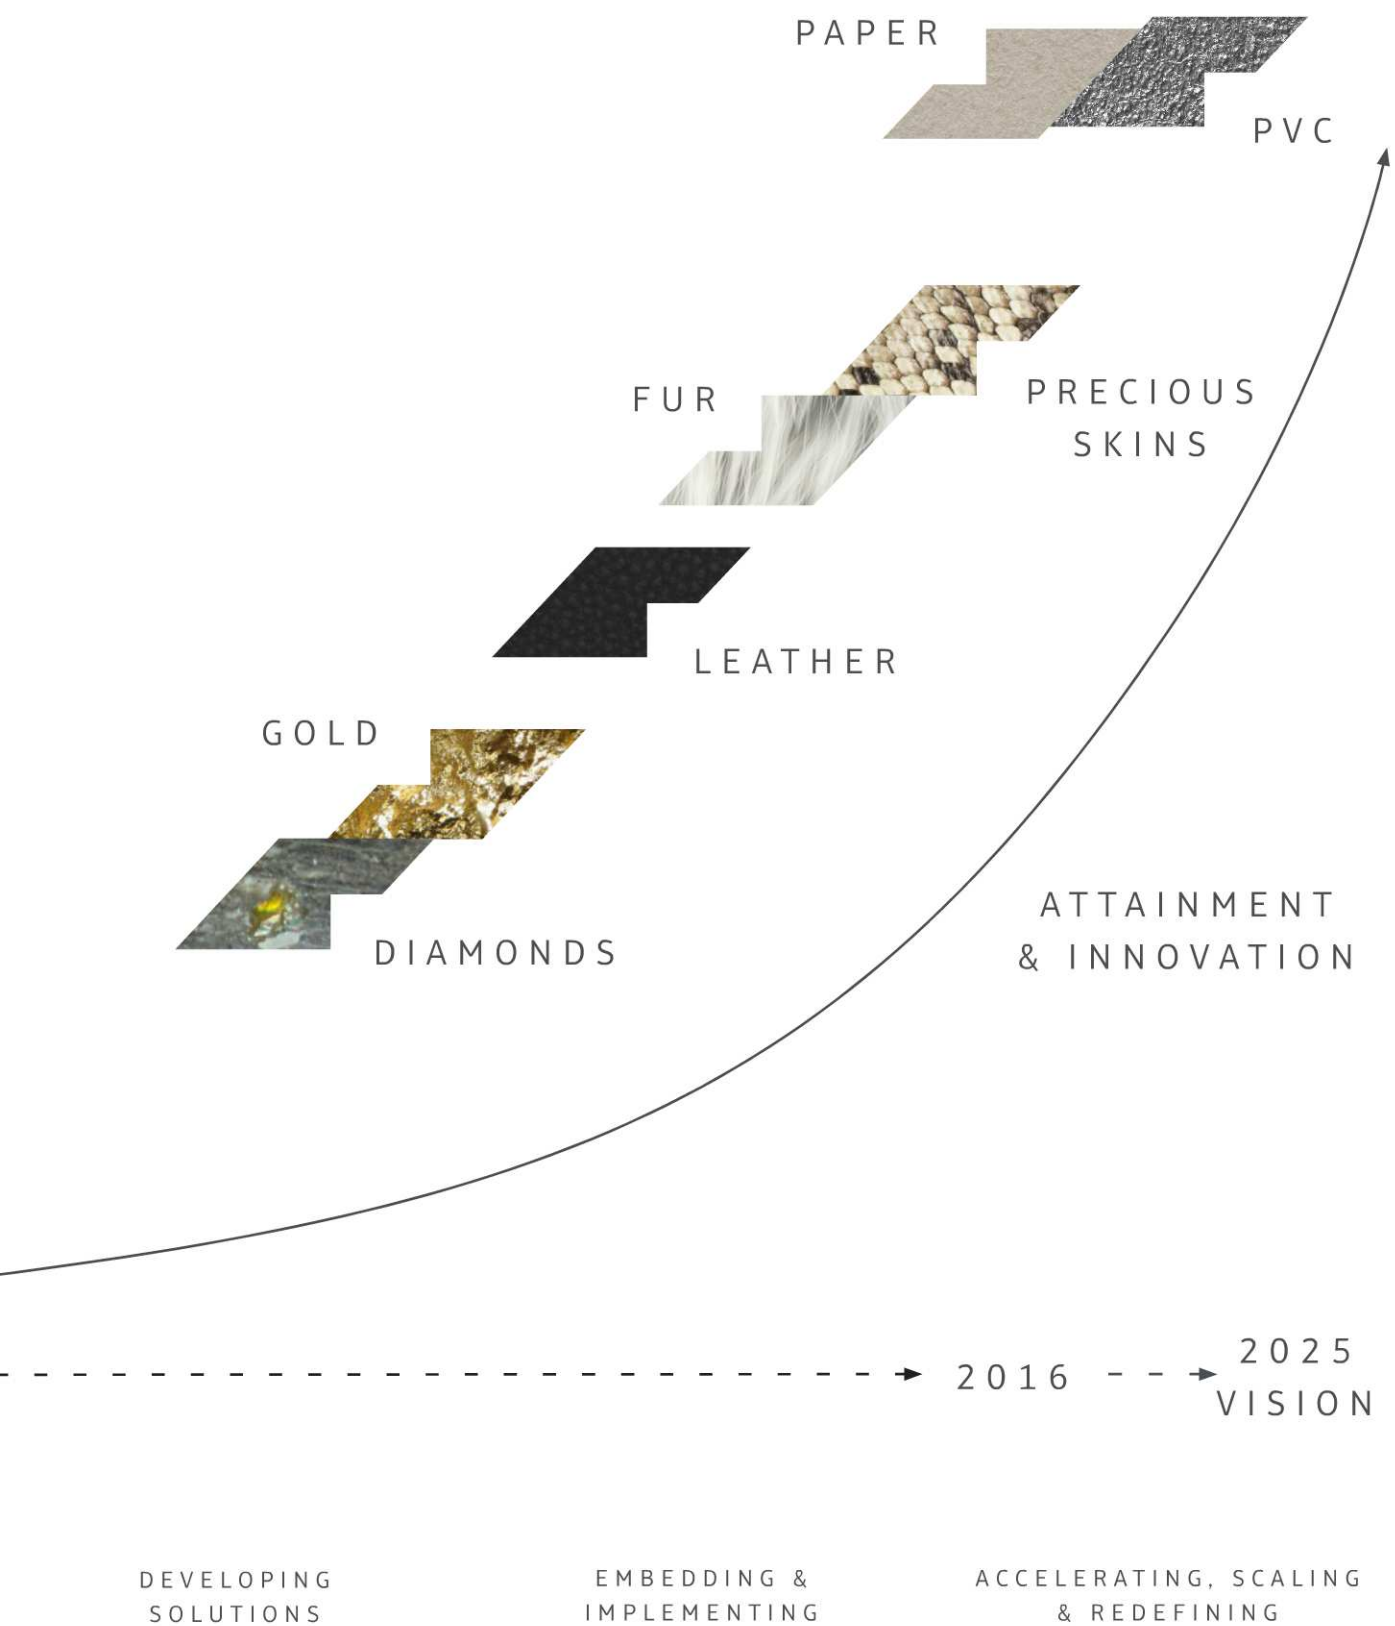 PAPER
PVC
FUR
PRECIOUS
SKINS
LEATHER
GOLD
DIAMONDS
ATTAINMENT
& INNOVATION
2016
2025
VISION
DEVELOPING
SOLUTIONS
EMBEDDING &
IMPLEMENTING
ACCELERATING, SCALING
& REDEFINING